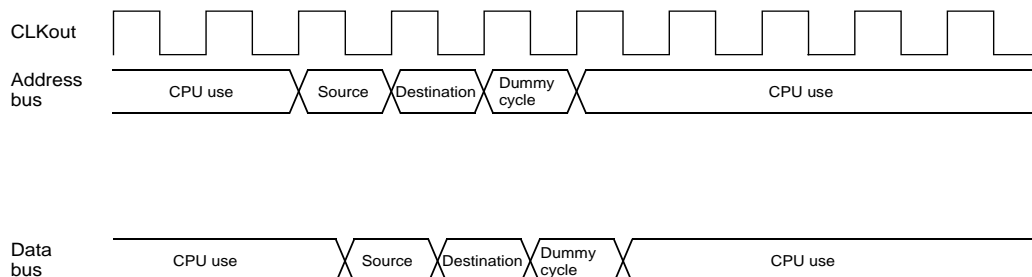 CLKout
Address
bus
CPU use
Source
Destination
Dummy
cycle
CPU use
Data
bus
CPU use
Source
Destination
Dummy
cycle
CPU use